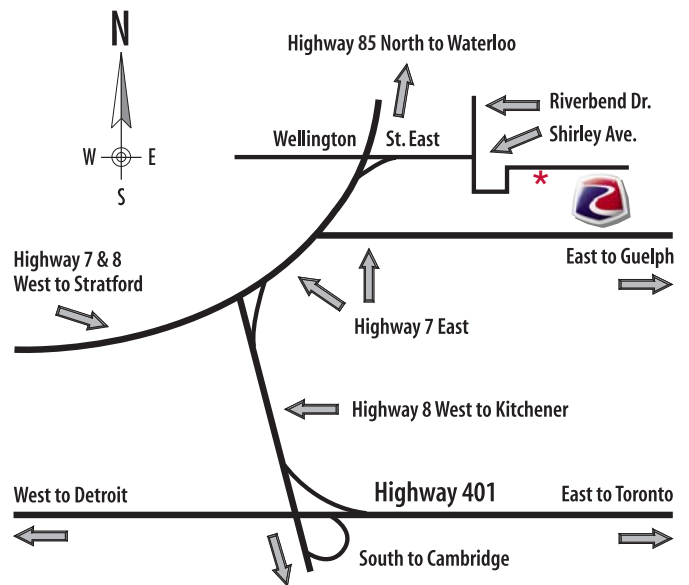 N
W E
S
Highway 85 North to Waterloo
Riverbend Dr.
Wellington St. East
Shirley Ave.
*
Highway 7 & 8
West to Stratford
East to Guelph
Highway 7 East
Highway 8 West to Kitchener
West to Detroit
Highway 401
East to Toronto
South to Cambridge